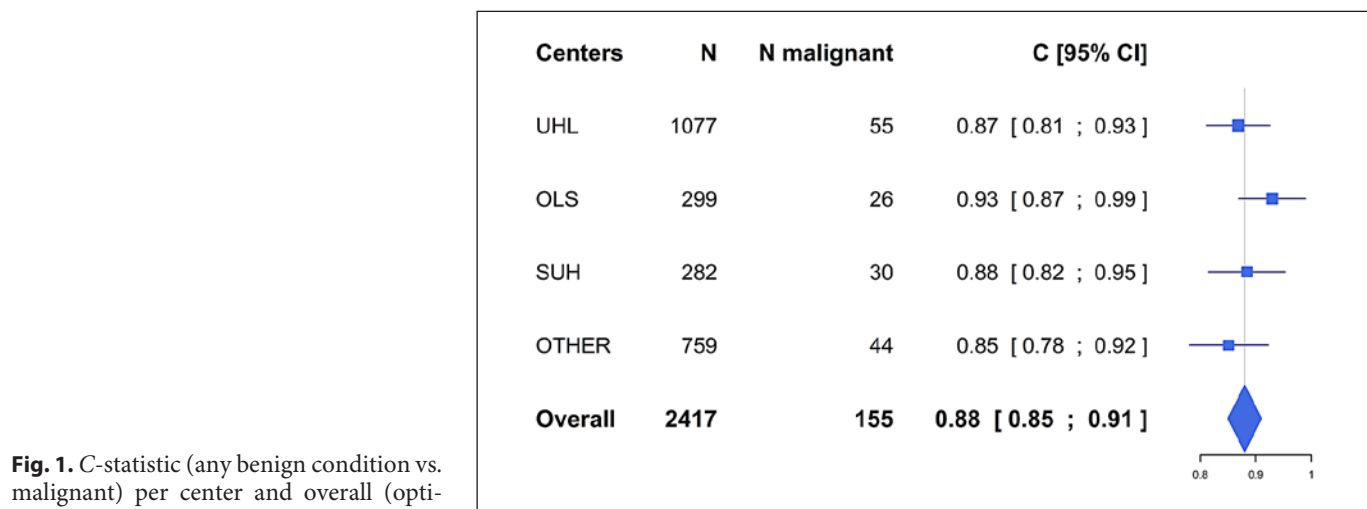 Centers N N malignant C [95% CI]
UHL 1077 55 0.87 [ 0.81 ; 0.93 ]
OLS 299 26 0.93 [ 0.87 ; 0.99 ]
SUH 282 30 0.88 [ 0.82 ; 0.95 ]
OTHER 759 44 0.85 [ 0.78 ; 0.92 ]
Overall 2417 155 0.88 [ 0.85 ; 0.91 ]
0.8 0.9 1
Fig. 1. C-statistic (any benign condition vs.
malignant) per center and overall (opti-